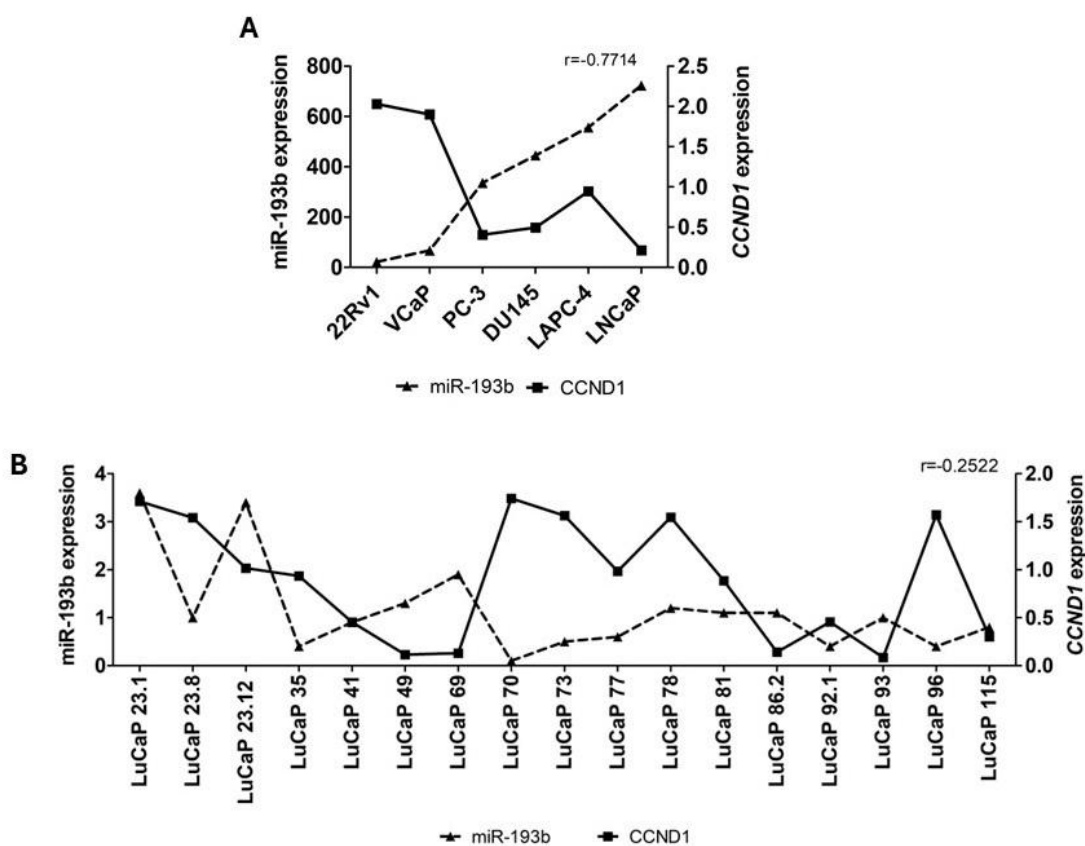 A
r=-0.7714
miR-193b expression
800
600
400
200
0
2.5
2.0
1.5
1.0
0.5
0.0
CCND1 expression
22Rv1
VCaP
PC-3
DU145
LAPC-4
LNCaP
miR-193b CCND1
B
r=-0.2522
miR-193b expression
4
3
2
1
0
2.0
1.5
1.0
0.5
0.0
CCND1 expression
LuCaP 23.1
LuCaP 23.8
LuCaP 23.12
LuCaP 35
LuCaP 41
LuCaP 49
LuCaP 69
LuCaP 70
LuCaP 73
LuCaP 77
LuCaP 78
LuCaP 81
LuCaP 86.2
LuCaP 92.1
LuCaP 93
LuCaP 96
LuCaP 115
miR-193b CCND1